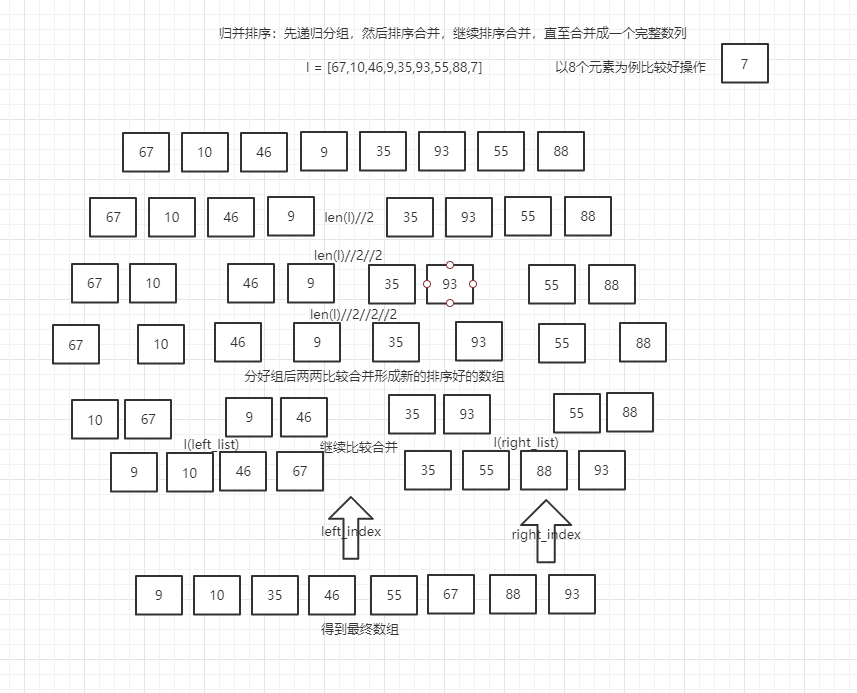 归并排序：先递归分组，然后排序合并，继续排序合并，直至合并成一个完整数列
l = [67,10,46,9,35,93,55,88,7] 以8个元素为例比较好操作 7
67 10 46 9 35 93 55 88
67 10 46 9 len(l)//2 35 93 55 88
len(l)//2//2
67 10 46 9 35 93 55 88
len(l)//2//2//2
67 10 46 9 35 93 55 88
分好组后两两比较合并形成新的排序好的数组
10 67 9 46 35 93 55 88
l(left_list) 继续比较合并 l(right_list)
9 10 46 67 35 55 88 93
left_index right_index
9 10 35 46 55 67 88 93
得到最终数组